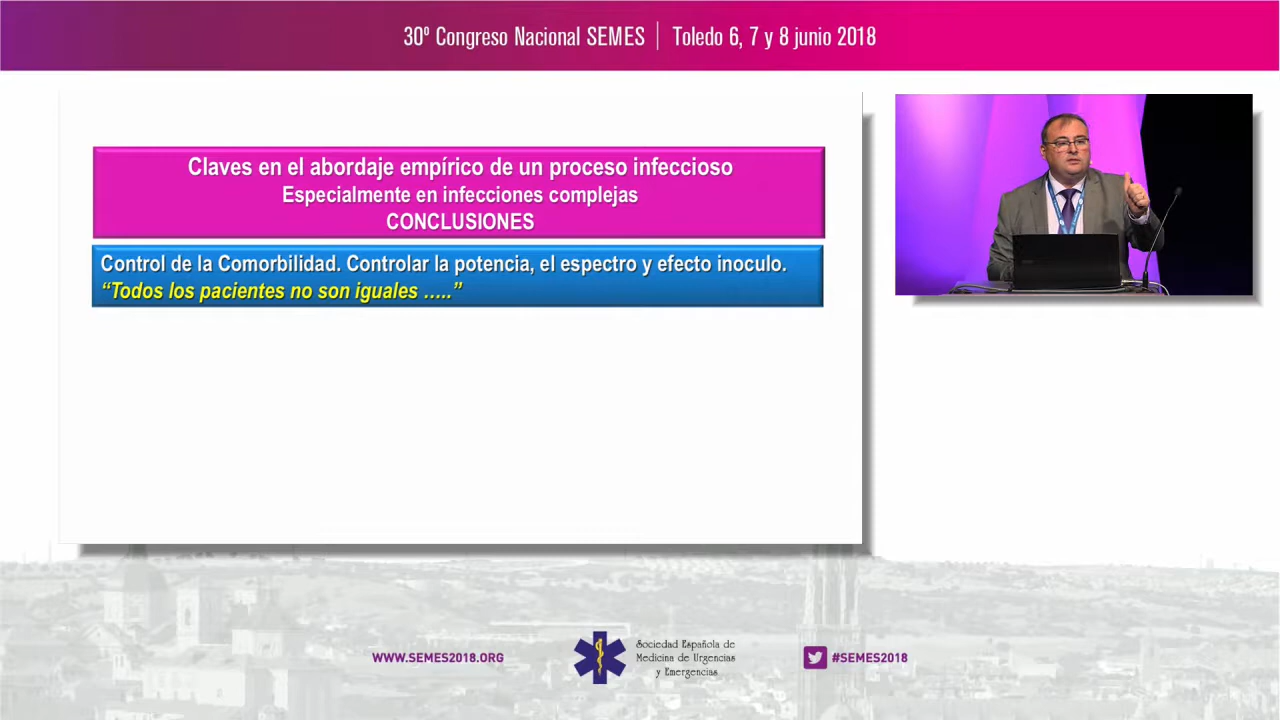 30º Congreso Nacional SEMES | Toledo 6, 7 y 8 junio 2018
Claves en el abordaje empírico de un proceso infeccioso
Especialmente en infecciones complejas
CONCLUSIONES
Control de la Comorbilidad. Controlar la potencia, el espectro y efecto inoculo.
“Todos los pacientes no son iguales …..”
WWW.SEMES2018.ORG
Sociedad Española de
Medicina de Urgencias
y Emergencias
#SEMES2018